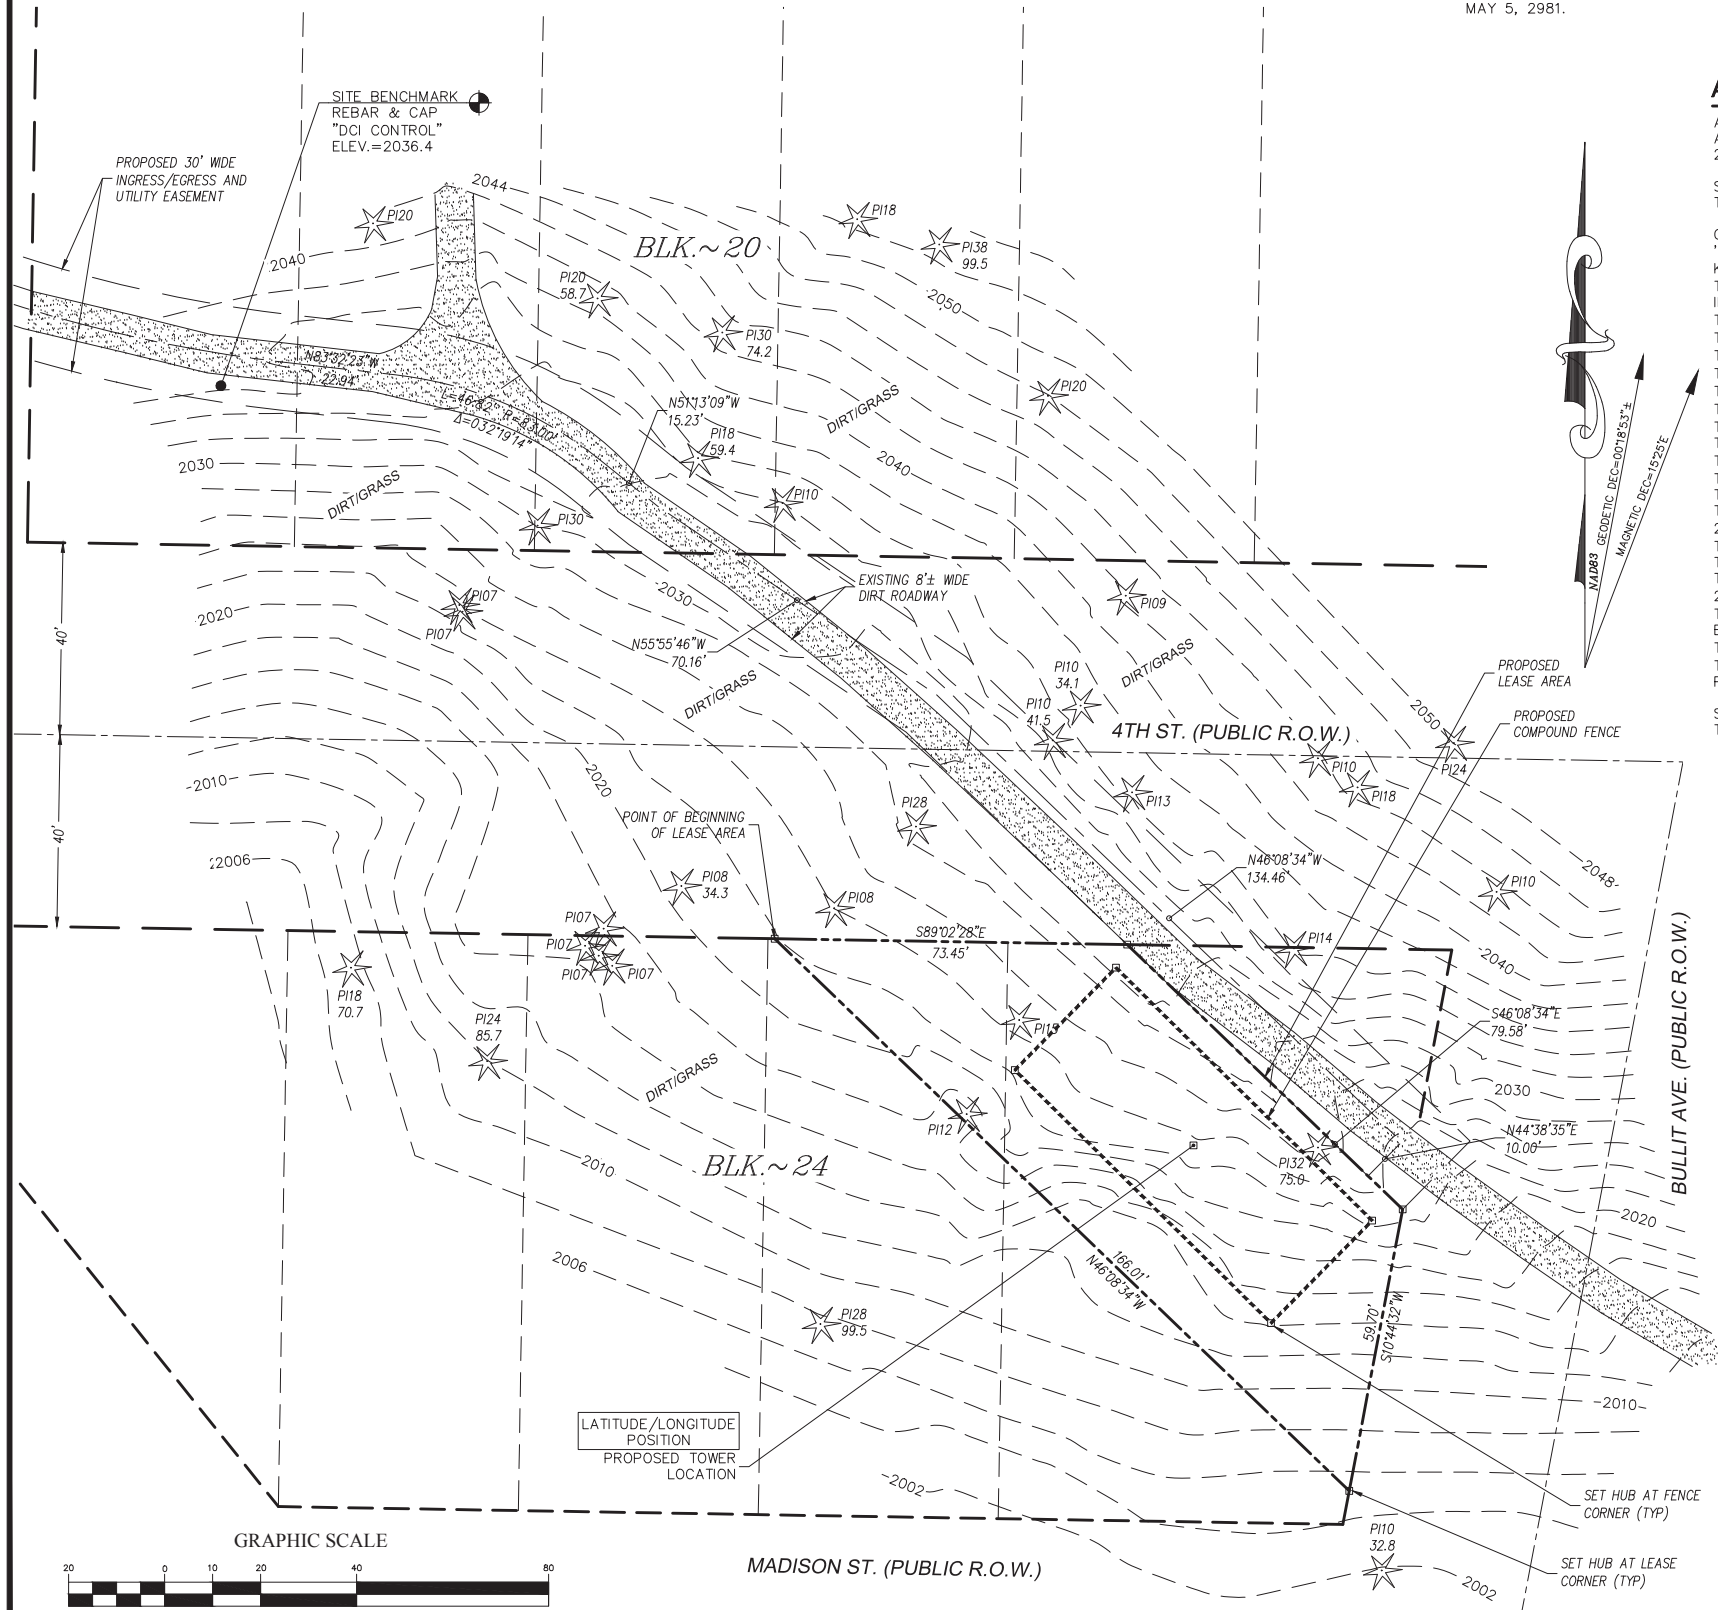 MAY 5, 2981.
SITE BENCHMARK
REBAR & CAP
"DCI CONTROL"
ELEV.=2036.4
PROPOSED 30' WIDE
INGRESS/EGRESS AND
UTILITY EASEMENT
2044
PI20
PI18
BLK.~20
PI38
99.5
2040
PI20
58.7
2050
PI30
74.2
N83°32'23"W
22.94'
L=46.82' R=83.00'
Δ=032°19'14"
N51°13'09"W
15.23'
PI20
DIRT/GRASS
PI18
59.4
2040
2030
DIRT/GRASS
PI10
PI30
GEODETIC DEC=00°18'53"±
MAGNETIC DEC=15°25'E
NAD83
EXISTING 8'± WIDE
DIRT ROADWAY
2030
PI07
PI07
2020
PI09
40'
N55°55'46"W
70.16'
DIRT/GRASS
DIRT/GRASS
PI10
34.1
PI10
41.5
PROPOSED
LEASE AREA
PROPOSED
COMPOUND FENCE
2050
4TH ST. (PUBLIC R.O.W.)
PI10
PI24
PI18
PI13
2010
2020
40'
POINT OF BEGINNING
OF LEASE AREA
PI28
2006
PI08
34.3
N46°08'34"W
134.46'
2048
PI10
PI08
PI07
PI07
PI07
PI07
S89°02'28"E
73.45'
PI14
2040
BULLIT AVE. (PUBLIC R.O.W.)
PI18
70.7
PI24
85.7
PI15
S46°08'34"E
79.58'
DIRT/GRASS
2030
PI12
N44°38'35"E
10.00'
2010
BLK.~24
PI32
75.0
2020
2006
166.01'
N46°08'34"W
PI28
99.5
59.70'
S10°44'32"W
2010
LATITUDE/LONGITUDE
POSITION
PROPOSED TOWER
LOCATION
2002
SET HUB AT FENCE
CORNER (TYP)
PI10
32.8
GRAPHIC SCALE
20 0 10 20 40 80
MADISON ST. (PUBLIC R.O.W.)
SET HUB AT LEASE
CORNER (TYP)
2002